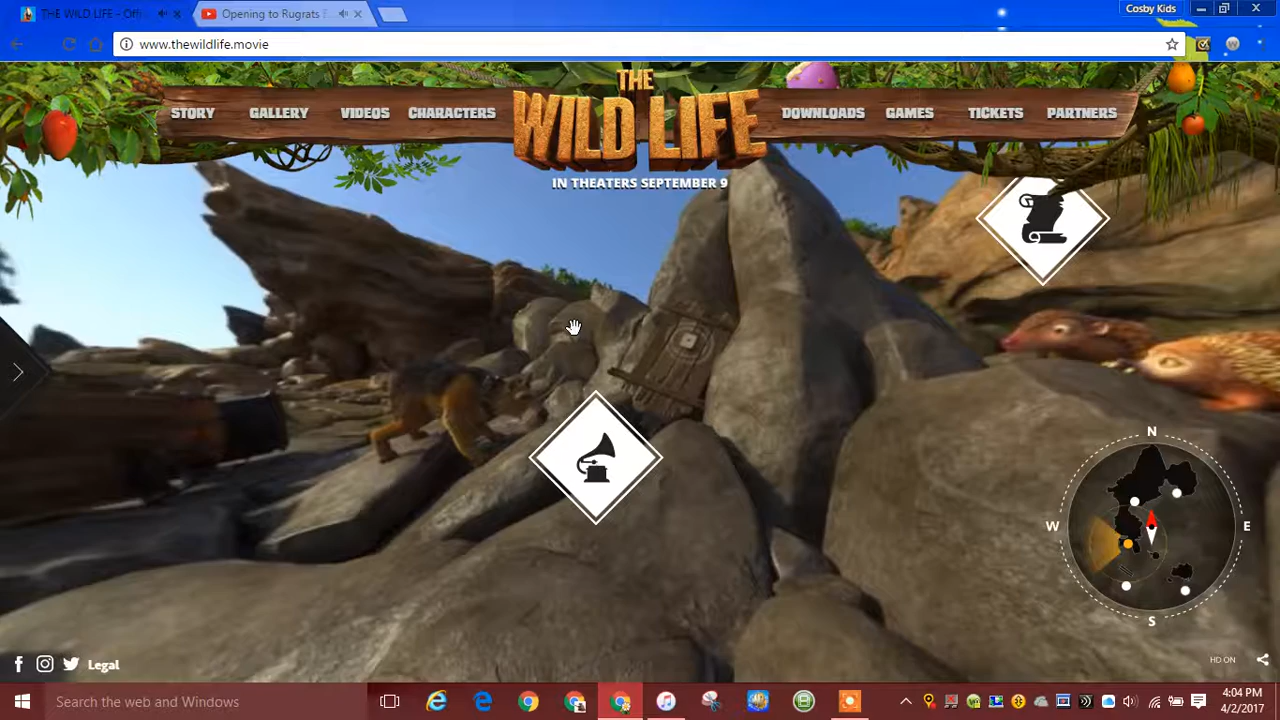 THE WILD LIFE - Offi
Opening to Rugrats
Cosby Kids
www.thewildlife.movie
STORY
GALLERY
VIDEOS
CHARACTERS
THE
WILD LIFE
DOWNLOADS
GAMES
TICKETS
PARTNERS
IN THEATERS SEPTEMBER 9
N
W
E
S
Legal
HD ON
Search the web and Windows
4:04 PM
4/2/2017